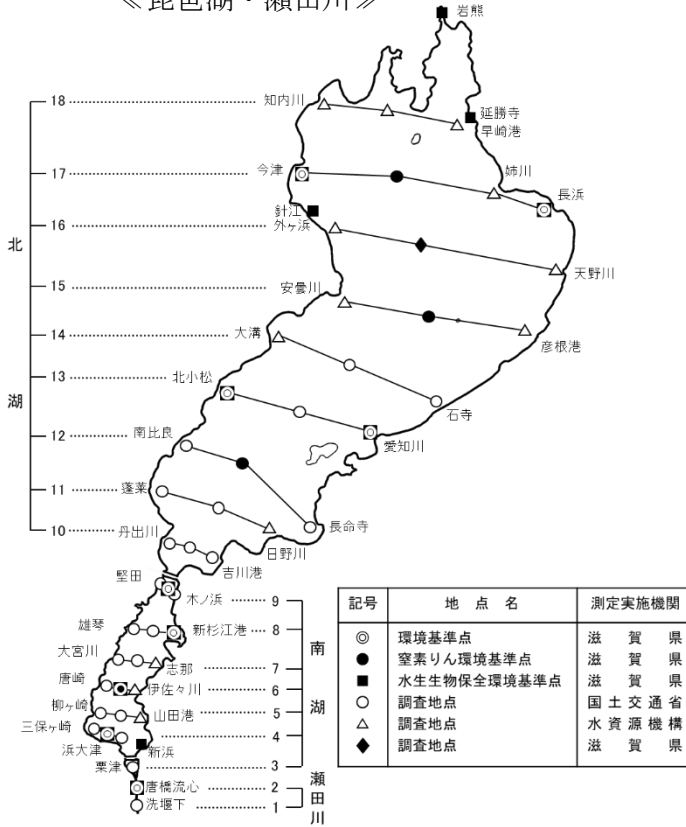 ≪琵琶湖・瀬田川≫
岩熊
18
知内川
延勝寺
早崎港
17
今津
姉川
長浜
針江
16
外ヶ浜
天野川
北
15
安曇川
14
大溝
彦根港
13
北小松
石寺
湖
12
南比良
愛知川
11
蓬莱
10
丹出川
長命寺
日野川
吉川港
堅田
木ノ浜
9
雄琴
新杉江港
8
大宮川
志那
7
南
唐崎
伊佐々川
6
柳ヶ崎
山田港
5
湖
三保ヶ崎
浜大津
新浜
4
粟津
3
瀬田川
唐橋流心
2
洗堰下
1
記号 地点名 測定実施機関
◎ 環境基準点 滋賀県
● 窒素りん環境基準点 滋賀県
■ 水生生物保全環境基準点 滋賀県
○ 調査地点 国土交通省
△ 調査地点 水資源機構
◆ 調査地点 滋賀県